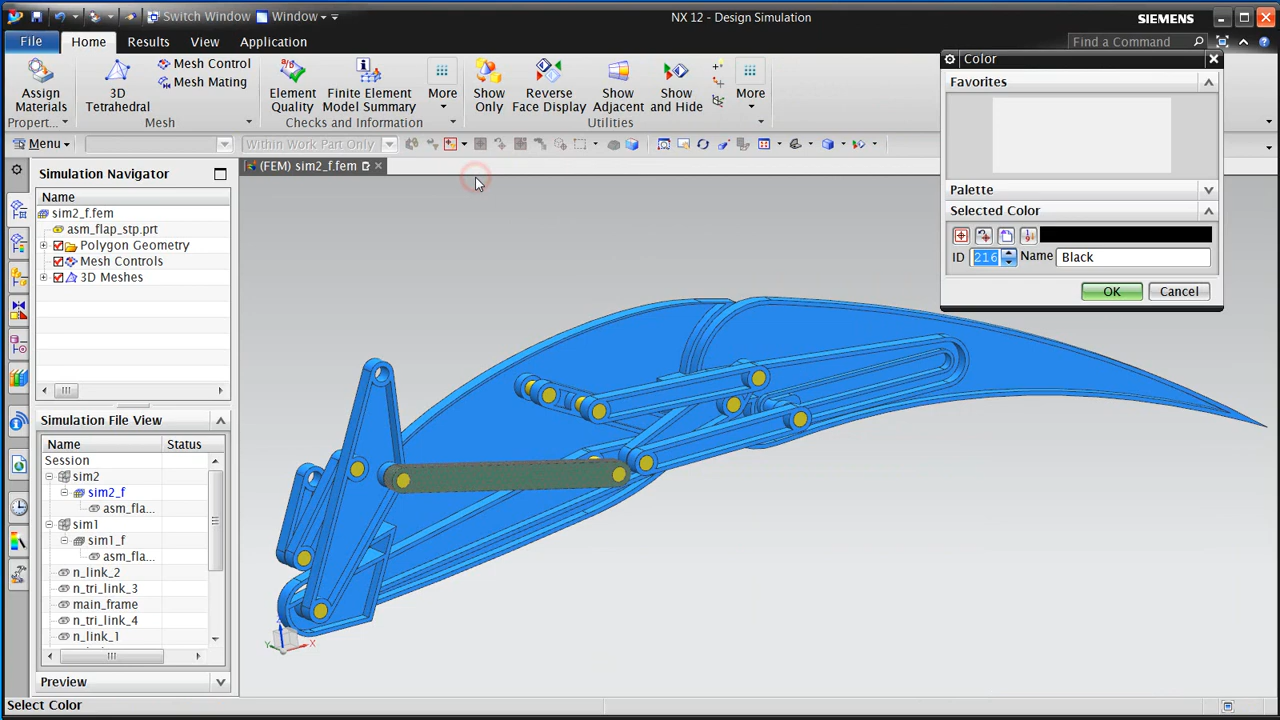 Switch Window Window NX 12 - Design Simulation SIEMENS
File Home Results View Application Find a Command
Assign Materials
3D Tetrahedral
Mesh Control
Mesh Mating
Element Quality
Finite Element Model Summary
More
Show Only
Reverse Face Display
Show Adjacent
Show and Hide
More
Propert... Mesh Checks and Information Utilities
Menu Within Work Part Only
(FEM) sim2_f.fem
Simulation Navigator
Name
sim2_f.fem
asm_flap_stp.prt
Polygon Geometry
Mesh Controls
3D Meshes
Simulation File View
Name Status
Session
sim2
sim2_f
asm_fla...
sim1
sim1_f
asm_fla...
n_link_2
n_tri_link_3
main_frame
n_tri_link_4
n_link_1
Preview
Select Color
Color
Favorites
Palette
Selected Color
ID 216 Name Black
OK Cancel
Y X